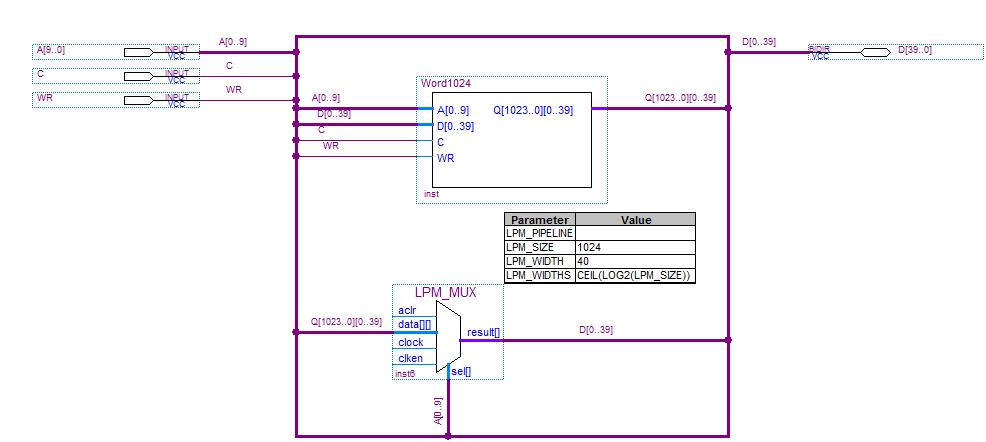 A[9..0] INPUT VCC A[0..9] D[0..39] BIDIR VCC D[39..0]
C INPUT VCC C
WR INPUT VCC WR
Word1024
A[0..9] A[0..9] Q[1023..0][0..39] Q[1023..0][0..39]
D[0..39] D[0..39]
C C
WR WR
inst
Parameter Value
LPM_PIPELINE
LPM_SIZE 1024
LPM_WIDTH 40
LPM_WIDTHS CEIL(LOG2(LPM_SIZE))
LPM_MUX
aclr
Q[1023..0][0..39] data[][] result[] D[0..39]
clock
clken
inst6 sel[]
A[0..9]